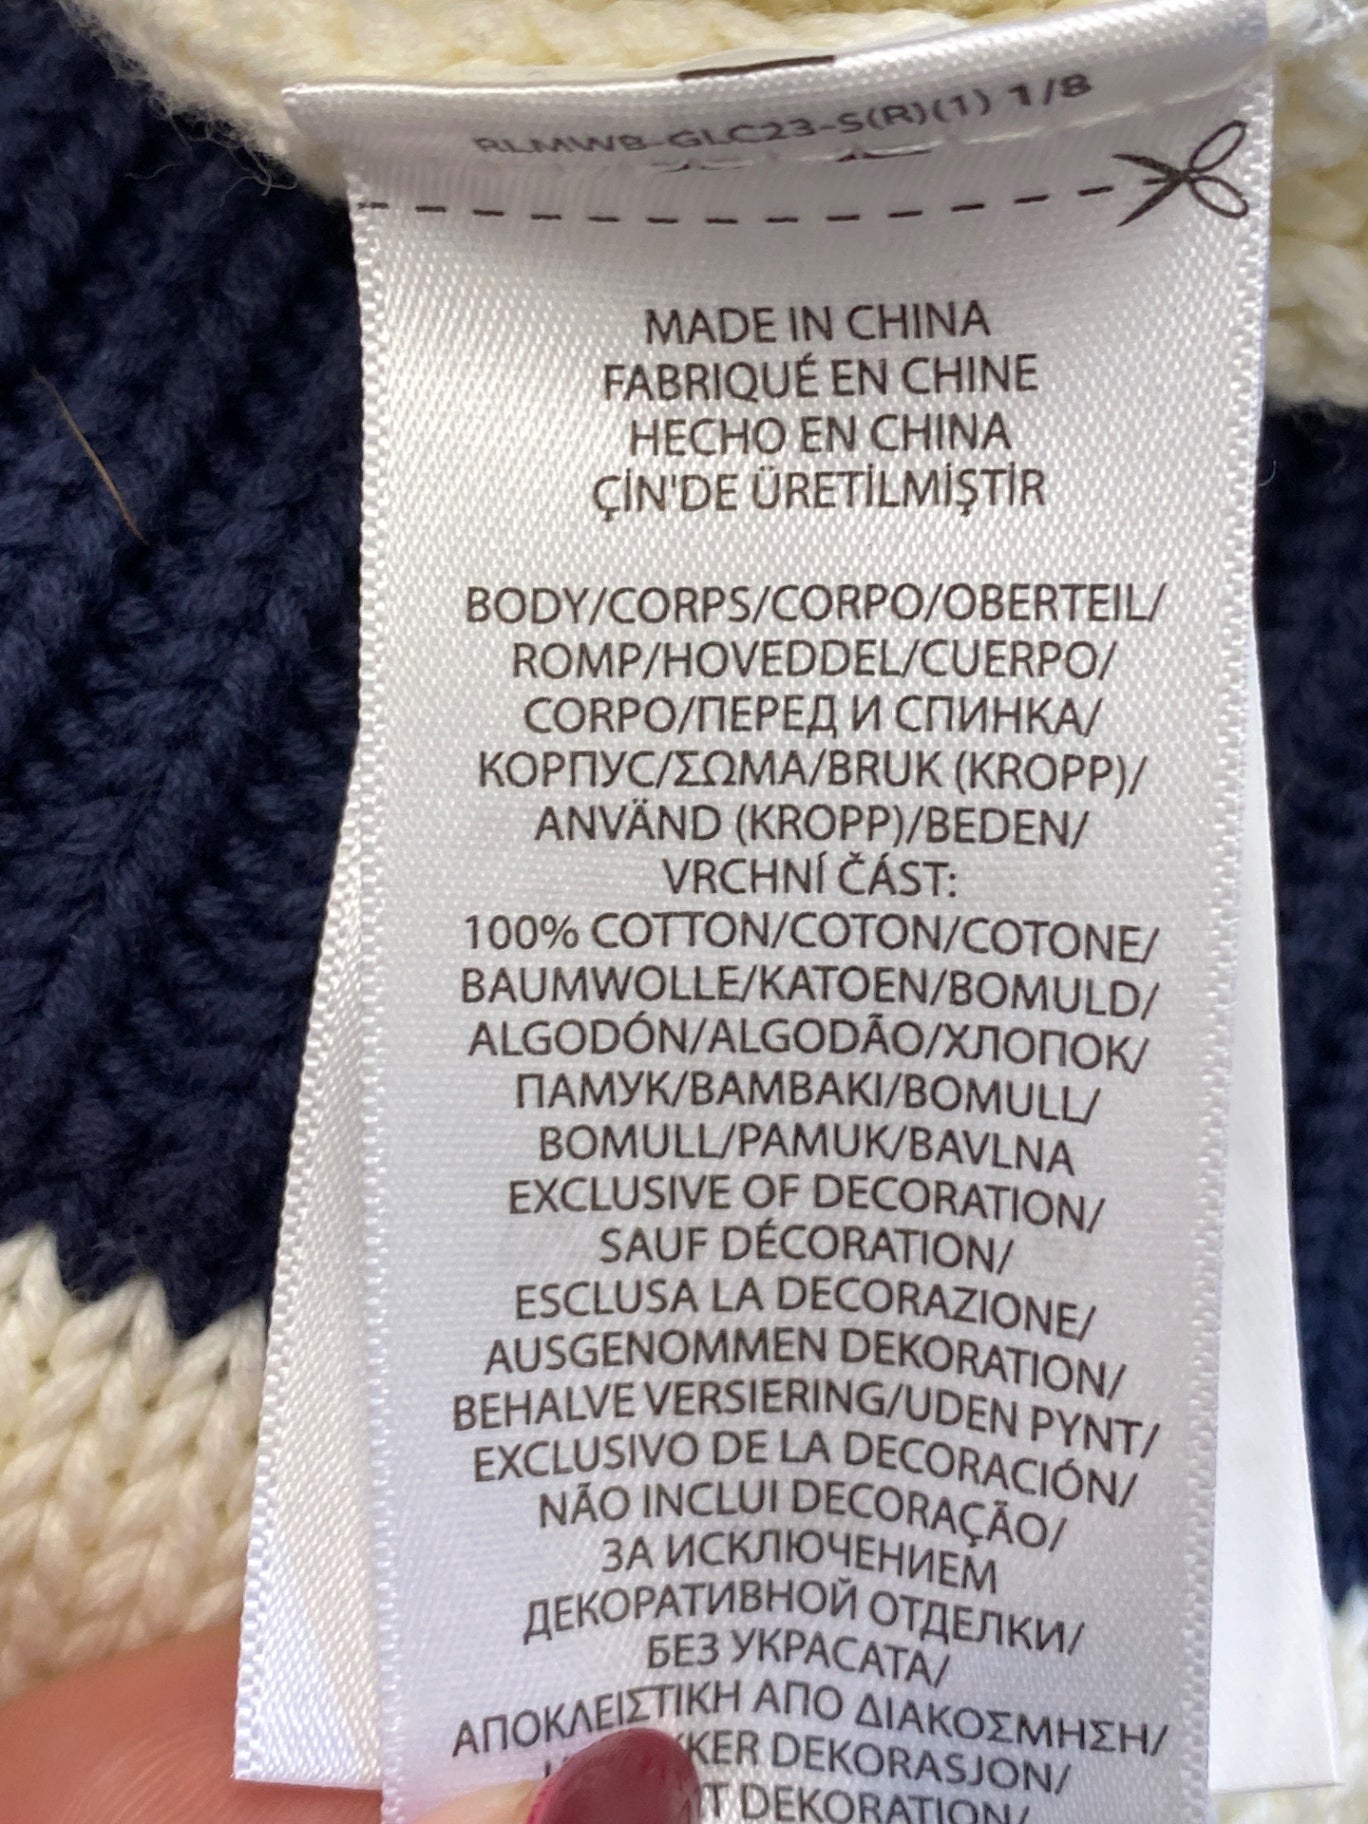 RLMWB-GLC23-S(R)(1) 1/8
MADE IN CHINA
FABRIQUÉ EN CHINE
HECHO EN CHINA
ÇİN'DE ÜRETİLMİŞTİR
BODY/CORPS/CORPO/OBERTEIL/
ROMP/HOVEDDEL/CUERPO/
CORPO/ПЕРЕД И СПИНКА/
КОРПУС/ΣΩΜΑ/BRUK (KROPP)/
ANVÄND (KROPP)/BEDEN/
VRCHNÍ ČÁST:
100% COTTON/COTON/COTONE/
BAUMWOLLE/KATOEN/BOMULD/
ALGODÓN/ALGODÃO/ХЛОПОК/
ПАМУК/ΒΑΜΒΑΚΙ/BOMULL/
BOMULL/PAMUK/BAVLNA
EXCLUSIVE OF DECORATION/
SAUF DÉCORATION/
ESCLUSA LA DECORAZIONE/
AUSGENOMMEN DEKORATION/
BEHALVE VERSIERING/UDEN PYNT/
EXCLUSIVO DE LA DECORACIÓN/
NÃO INCLUI DECORAÇÃO/
ЗА ИСКЛЮЧЕНИЕМ
ДЕКОРАТИВНОЙ ОТДЕЛКИ/
БЕЗ УКРАСАТА/
ΑΠΟΚΛΕΙΣΤΙΚΗ ΑΠΟ ΔΙΑΚΟΣΜΗΣΗ/
DEKORASJON/
DEKORATION/